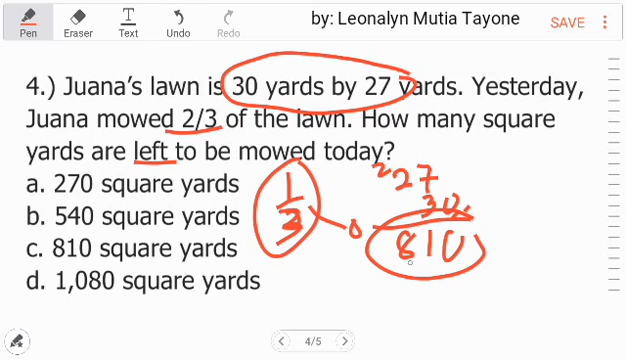 by: Leonalyn Mutia Tayone
Pen
Eraser
Text
Undo
Redo
SAVE
4.) Juana's lawn is 30 yards by 27 yards. Yesterday,
Juana mowed 2/3 of the lawn. How many square
yards are left to be mowed today?
a. 270 square yards
b. 540 square yards
c. 810 square yards
d. 1,080 square yards
1
3
2
27
30
810
4/5